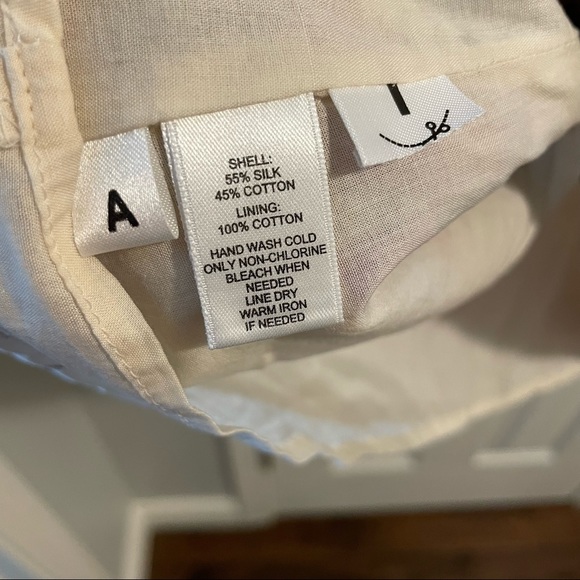 A
SHELL:
55% SILK
45% COTTON
LINING:
100% COTTON
HAND WASH COLD
ONLY NON-CHLORINE
BLEACH WHEN
NEEDED
LINE DRY
WARM IRON
IF NEEDED